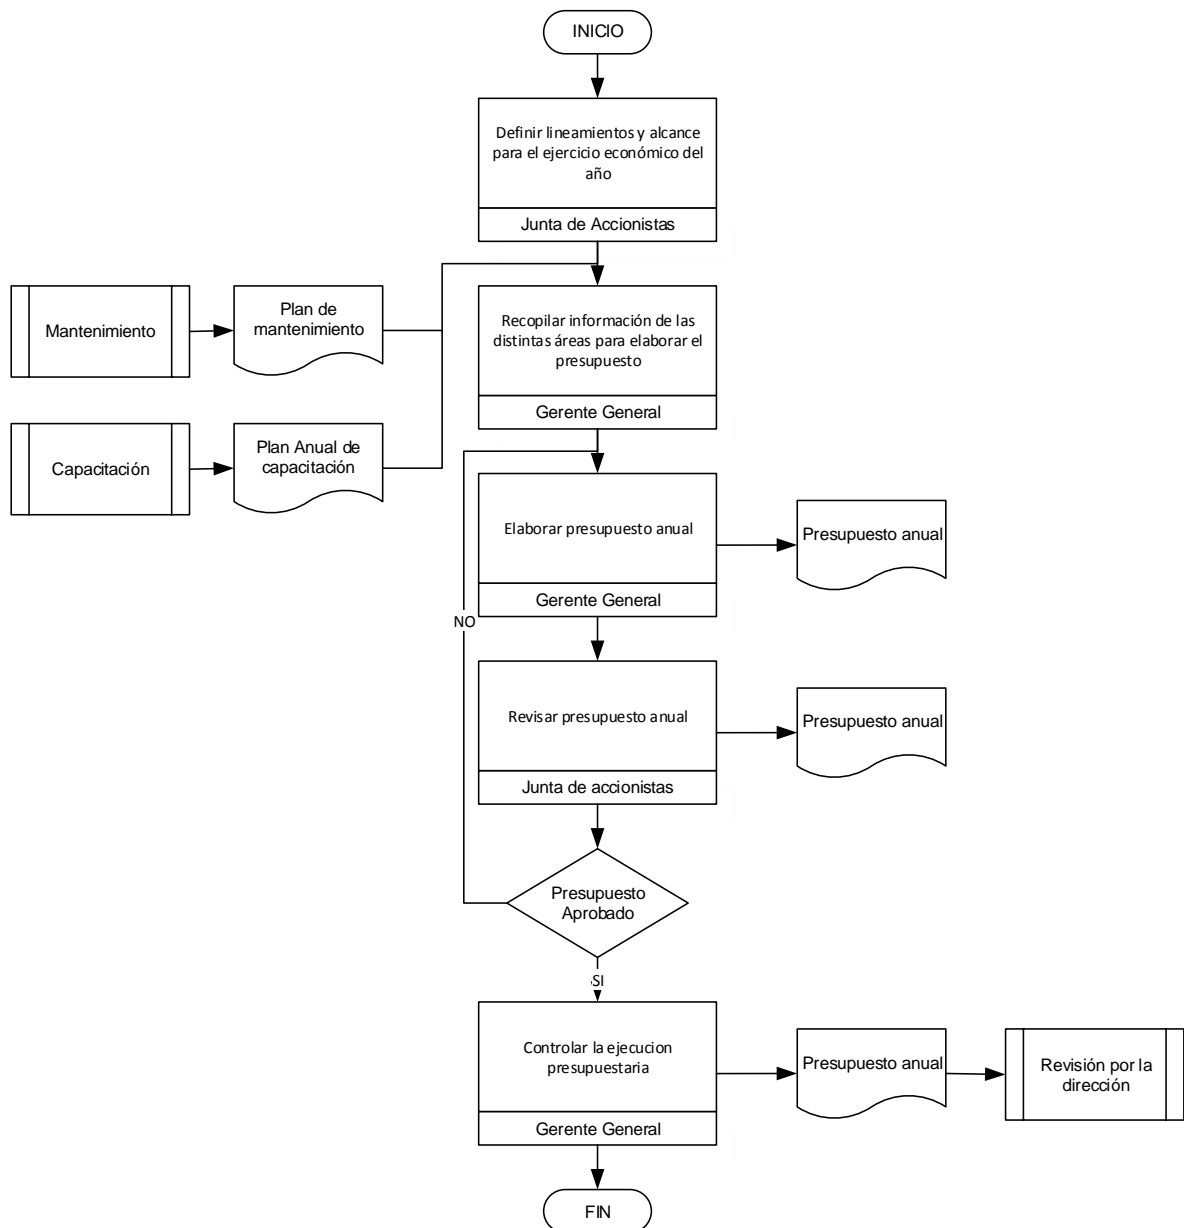 INICIO
Definir lineamientos y alcance
para el ejercicio económico del
año
Junta de Accionistas
Mantenimiento
Plan de
mantenimiento
Recopilar información de las
distintas áreas para elaborar el
presupuesto
Gerente General
Capacitación
Plan Anual de
capacitación
Elaborar presupuesto anual
Gerente General
Presupuesto anual
NO
Revisar presupuesto anual
Junta de accionistas
Presupuesto anual
Presupuesto
Aprobado
SI
Controlar la ejecucion
presupuestaria
Gerente General
Presupuesto anual
Revisión por la
dirección
FIN